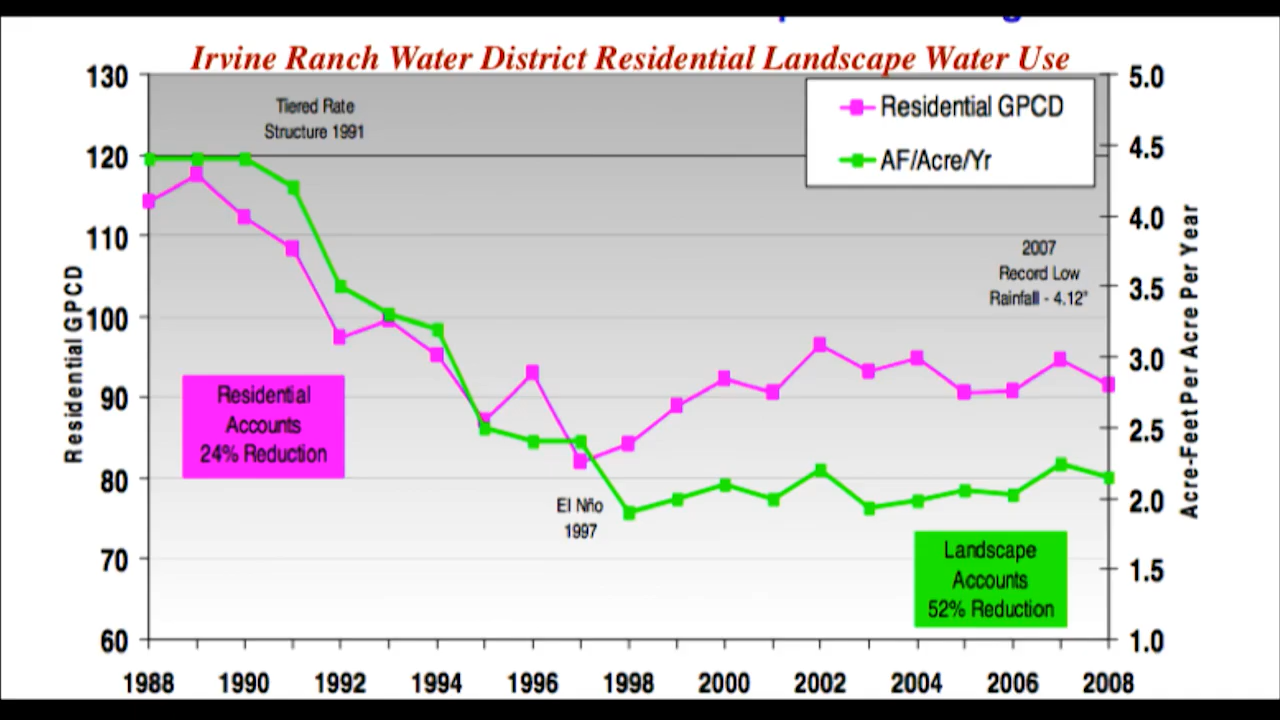 Irvine Ranch Water District Residential Landscape Water Use
130
120
110
100
90
80
70
60
Residential GPCD
Tiered Rate
Structure 1991
Residential GPCD
AF/Acre/Yr
2007
Record Low
Rainfall - 4.12"
Residential
Accounts
24% Reduction
El Nño
1997
Landscape
Accounts
52% Reduction
5.0
4.5
4.0
3.5
3.0
2.5
2.0
1.5
1.0
Acre-Feet Per Acre Per Year
1988 1990 1992 1994 1996 1998 2000 2002 2004 2006 2008